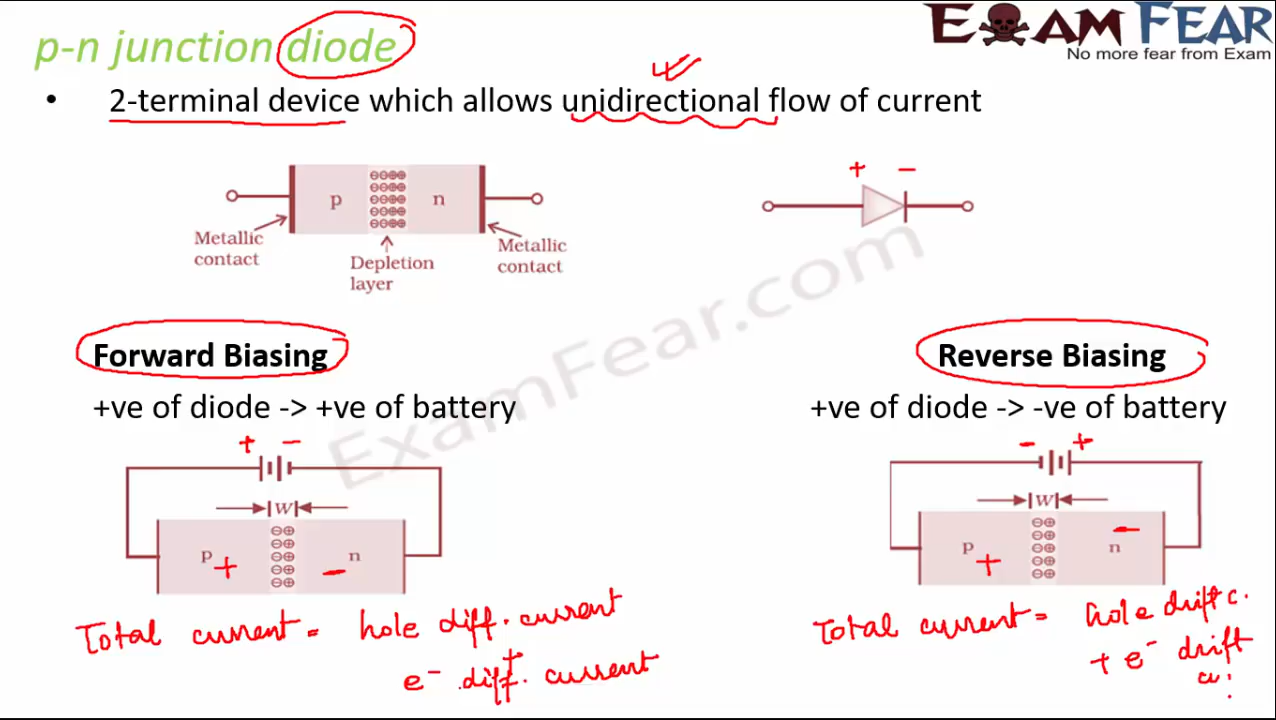 p-n junction diode
EXAM FEAR
No more fear from Exam
• 2-terminal device which allows unidirectional flow of current
p n
Metallic contact
Depletion layer
Metallic contact
+ −
ExamFear.com
Forward Biasing
+ve of diode -> +ve of battery
+ −
W
p + − n
Total current = hole diff. current
+
e⁻ diff. current
Reverse Biasing
+ve of diode -> -ve of battery
− +
W
p + − n
Total current = hole drift c.
+ e⁻ drift